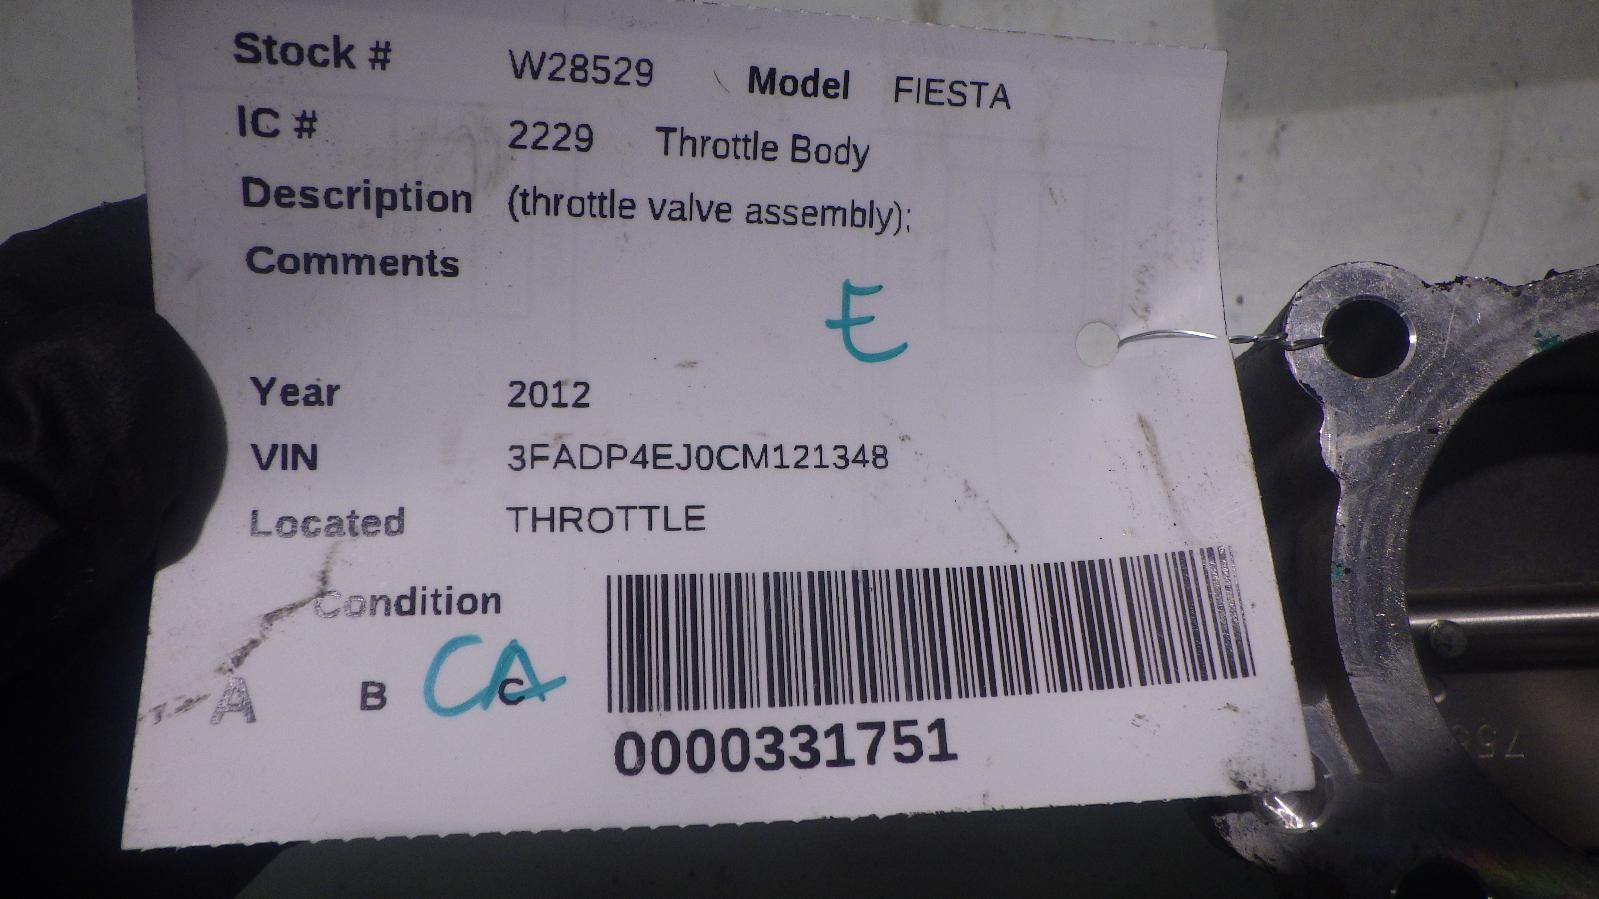 Stock # W28529 Model FIESTA
IC # 2229 Throttle Body
Description (throttle valve assembly);
Comments
E
Year 2012
VIN 3FADP4EJ0CM121348
Located THROTTLE
Condition
A B C CA
0000331751